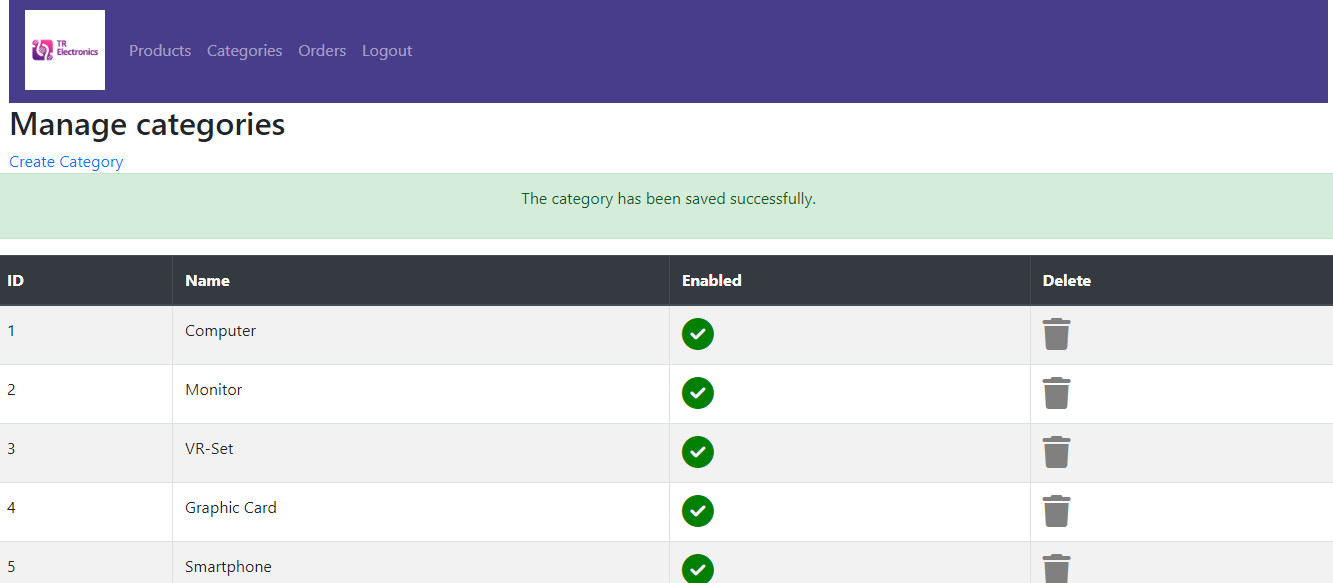 TR
Electronics
Products Categories Orders Logout
Manage categories
Create Category
The category has been saved successfully.
ID Name Enabled Delete
1 Computer
2 Monitor
3 VR-Set
4 Graphic Card
5 Smartphone